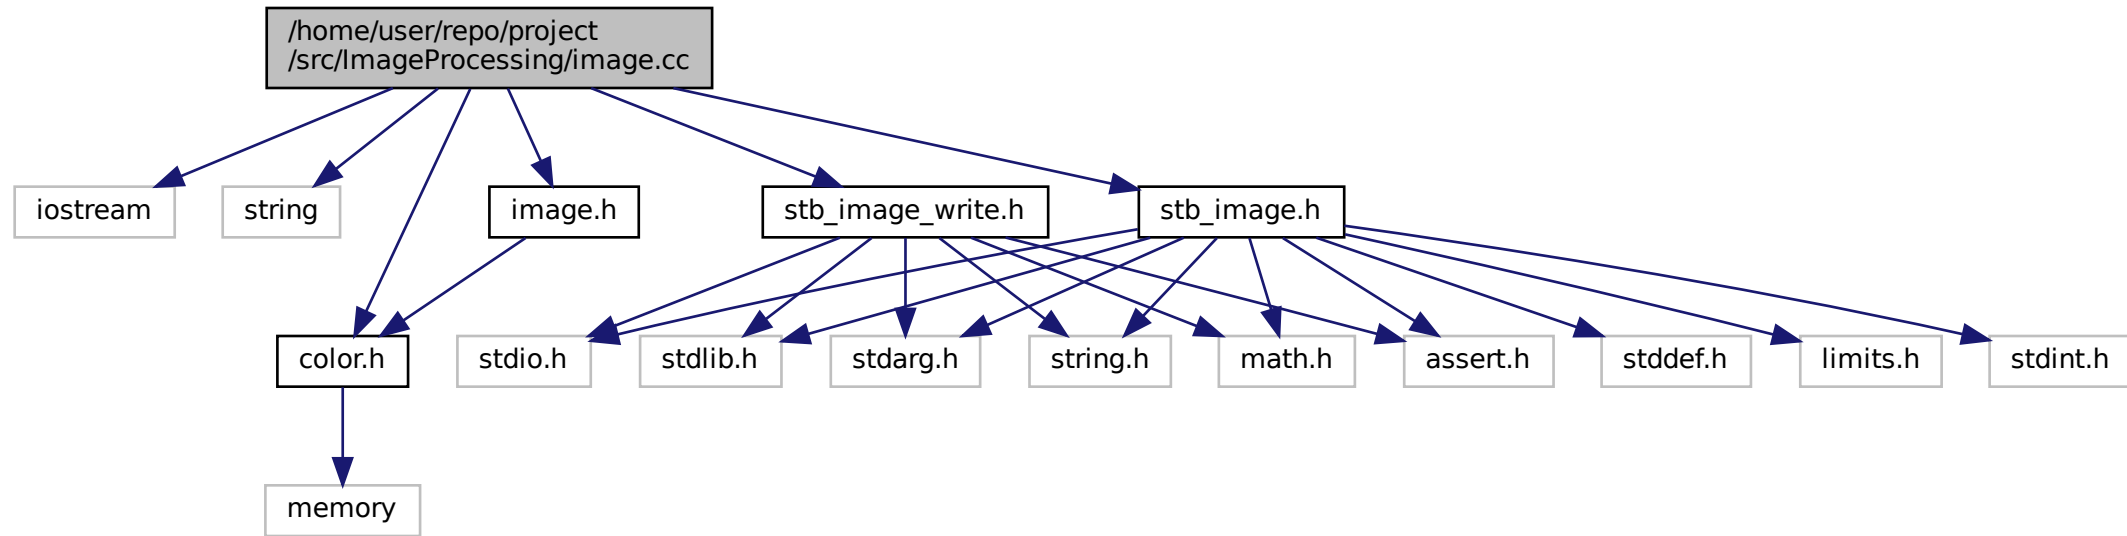 /home/user/repo/project
/src/ImageProcessing/image.cc
iostream
string
image.h
stb_image_write.h
stb_image.h
color.h
stdio.h
stdlib.h
stdarg.h
string.h
math.h
assert.h
stddef.h
limits.h
stdint.h
memory